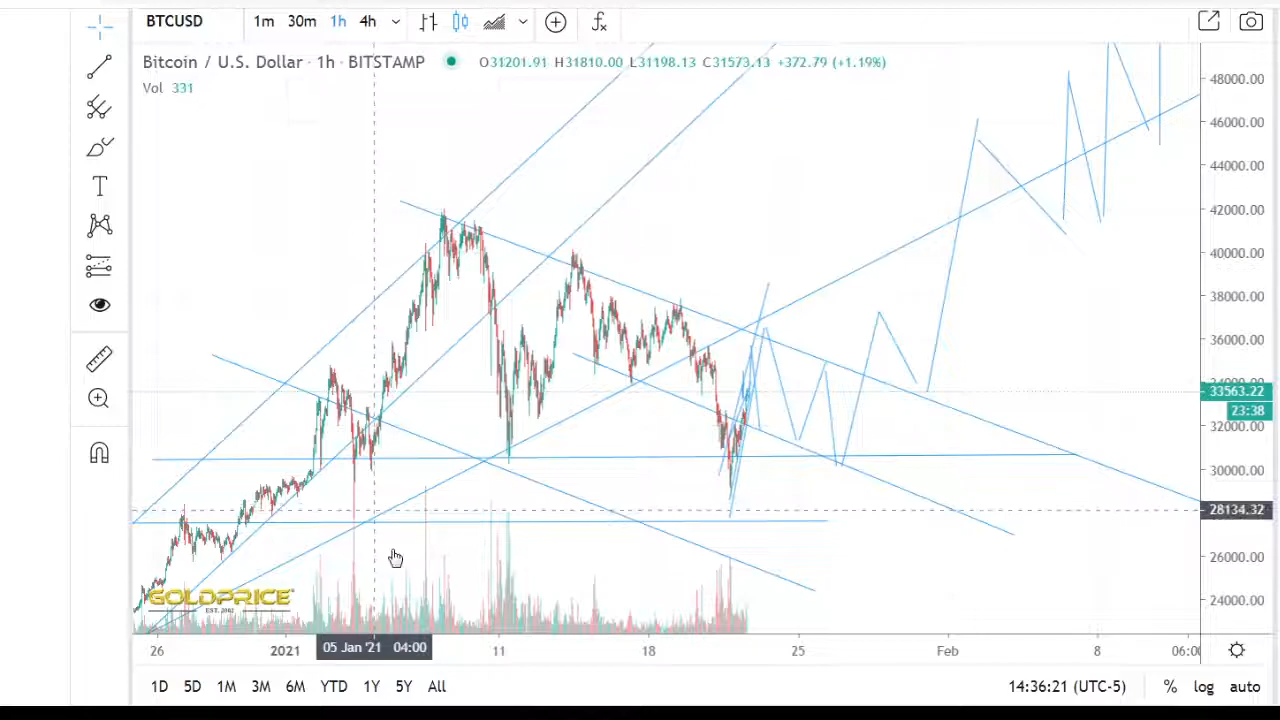 BTCUSD 1m 30m 1h 4h
Bitcoin / U.S. Dollar · 1h · BITSTAMP O31201.91 H31810.00 L31198.13 C31573.13 +372.79 (+1.19%)
Vol 331
T
48000.00
46000.00
44000.00
42000.00
40000.00
38000.00
36000.00
34000.00
33563.22
23:38
32000.00
30000.00
28134.32
26000.00
24000.00
GOLDPRICE
EST. 2002
26 2021 05 Jan '21 04:00 11 18 25 Feb 8 06:00
1D 5D 1M 3M 6M YTD 1Y 5Y All 14:36:21 (UTC-5) % log auto